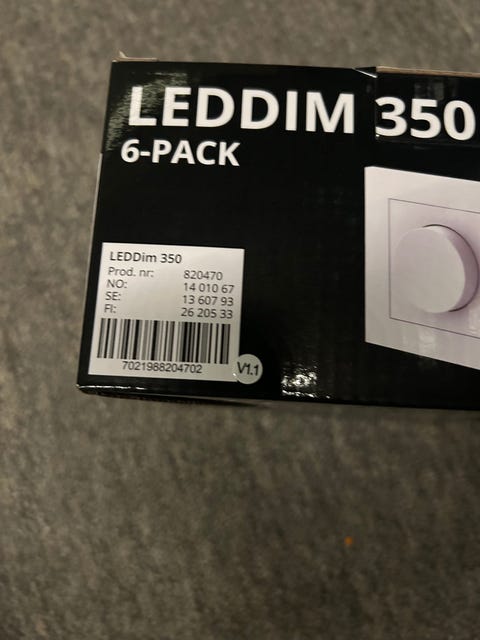 LEDDIM 350
6-PACK
LEDDim 350
Prod. nr: 820470
NO: 14 010 67
SE: 13 607 93
FI: 26 205 33
7021988204702
V1.1